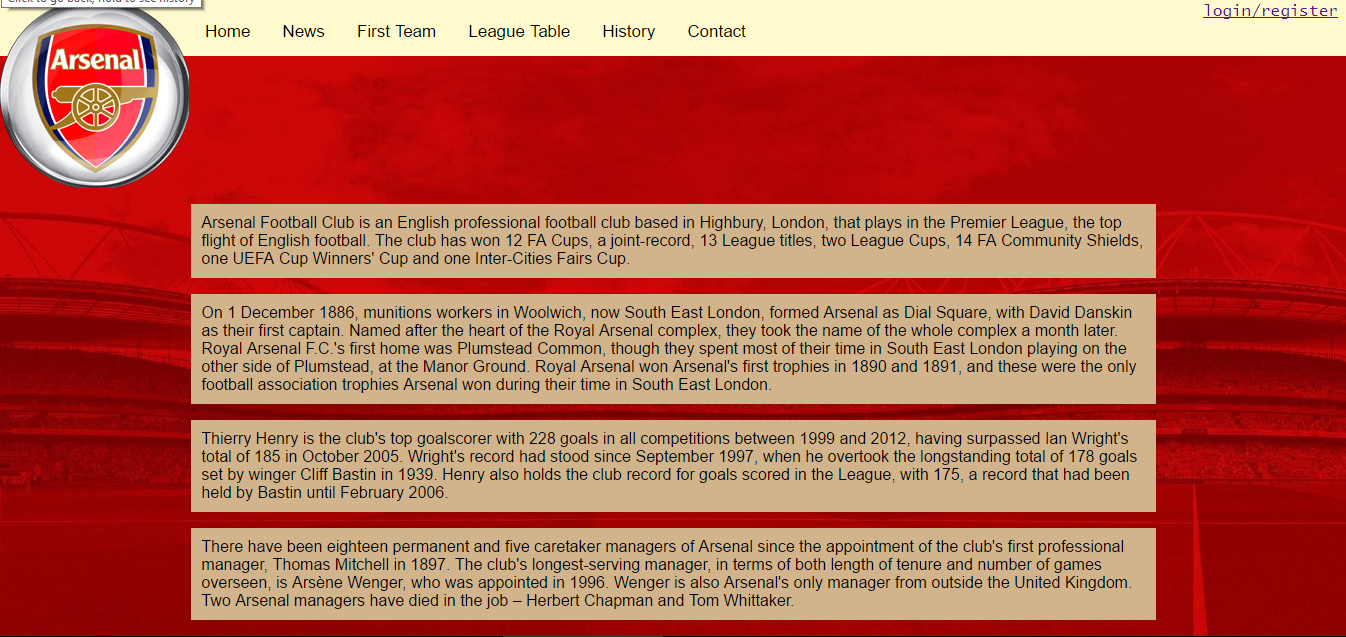 Click to go back, hold to see history
login/register
Home News First Team League Table History Contact
Arsenal
Arsenal Football Club is an English professional football club based in Highbury, London, that plays in the Premier League, the top
flight of English football. The club has won 12 FA Cups, a joint-record, 13 League titles, two League Cups, 14 FA Community Shields,
one UEFA Cup Winners' Cup and one Inter-Cities Fairs Cup.
On 1 December 1886, munitions workers in Woolwich, now South East London, formed Arsenal as Dial Square, with David Danskin
as their first captain. Named after the heart of the Royal Arsenal complex, they took the name of the whole complex a month later.
Royal Arsenal F.C.'s first home was Plumstead Common, though they spent most of their time in South East London playing on the
other side of Plumstead, at the Manor Ground. Royal Arsenal won Arsenal's first trophies in 1890 and 1891, and these were the only
football association trophies Arsenal won during their time in South East London.
Thierry Henry is the club's top goalscorer with 228 goals in all competitions between 1999 and 2012, having surpassed Ian Wright's
total of 185 in October 2005. Wright's record had stood since September 1997, when he overtook the longstanding total of 178 goals
set by winger Cliff Bastin in 1939. Henry also holds the club record for goals scored in the League, with 175, a record that had been
held by Bastin until February 2006.
There have been eighteen permanent and five caretaker managers of Arsenal since the appointment of the club's first professional
manager, Thomas Mitchell in 1897. The club's longest-serving manager, in terms of both length of tenure and number of games
overseen, is Arsène Wenger, who was appointed in 1996. Wenger is also Arsenal's only manager from outside the United Kingdom.
Two Arsenal managers have died in the job – Herbert Chapman and Tom Whittaker.